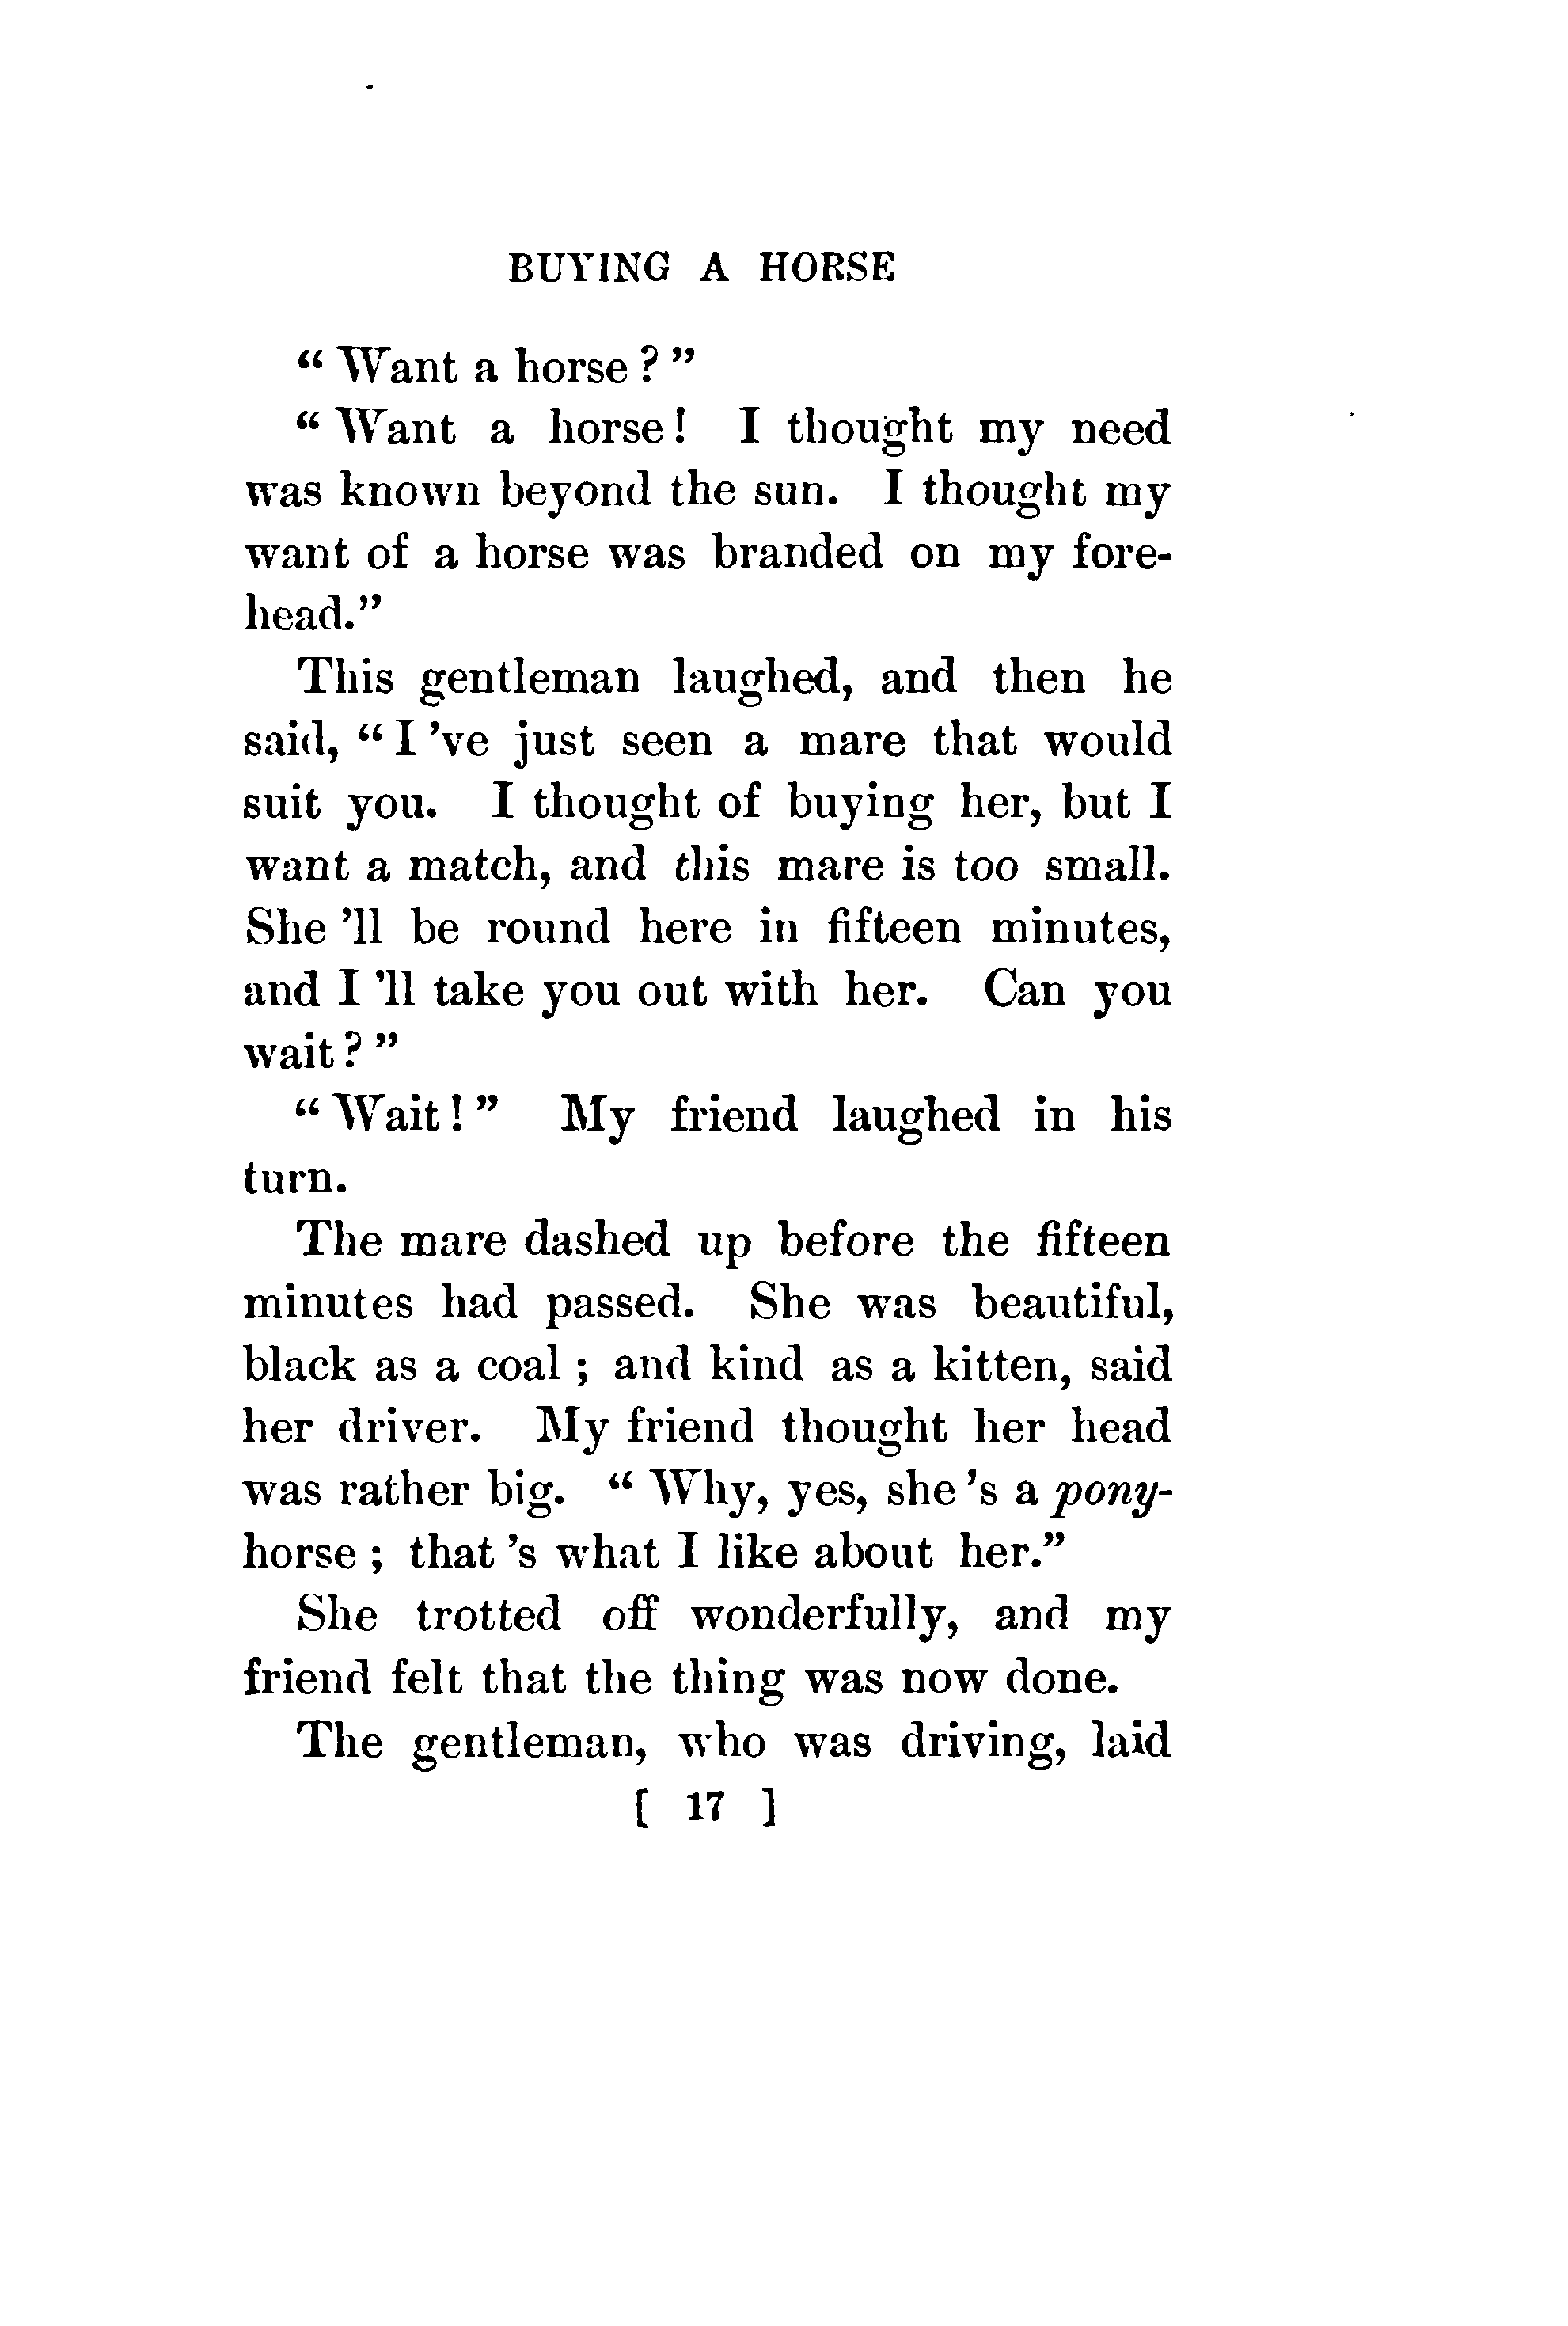 BUYING A HORSE
“ Want a horse ? ”
“ Want a horse! I thought my need
was known beyond the sun. I thought my
want of a horse was branded on my fore-
head.”
This gentleman laughed, and then he
said, “ I 've just seen a mare that would
suit you. I thought of buying her, but I
want a match, and this mare is too small.
She 'll be round here in fifteen minutes,
and I 'll take you out with her. Can you
wait ? ”
“ Wait! ” My friend laughed in his
turn.
The mare dashed up before the fifteen
minutes had passed. She was beautiful,
black as a coal ; and kind as a kitten, said
her driver. My friend thought her head
was rather big. “ Why, yes, she 's a pony-
horse ; that 's what I like about her.”
She trotted off wonderfully, and my
friend felt that the thing was now done.
The gentleman, who was driving, laid
[ 17 ]